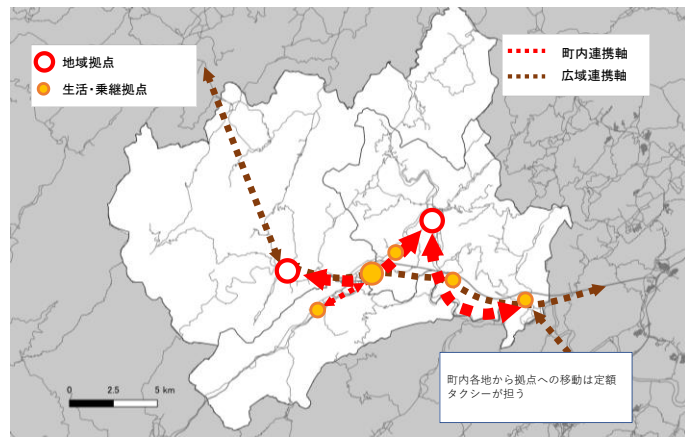 地域拠点
生活・乗継拠点
町内連携軸
広域連携軸
町内各地から拠点への移動は定額
タクシーが担う
0 2.5 5 km